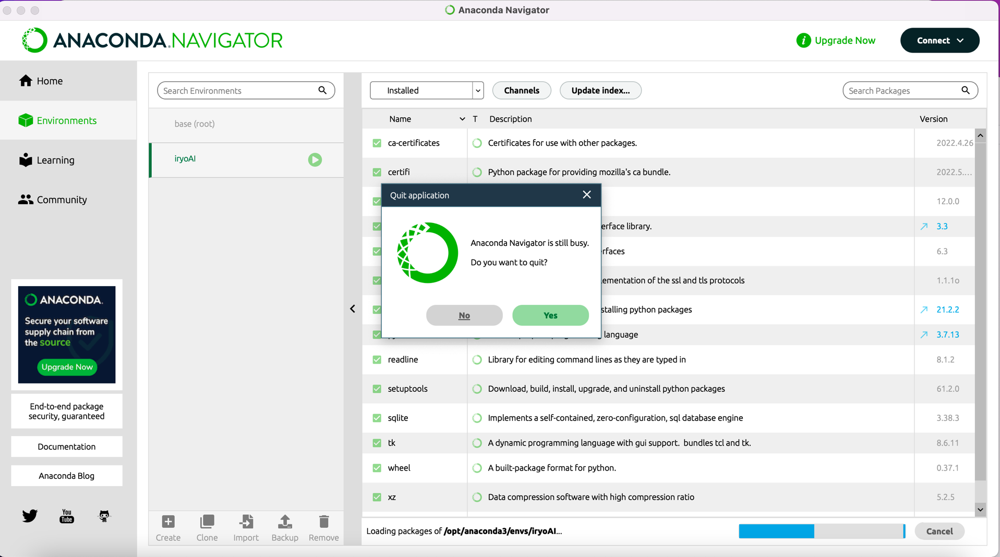 Anaconda Navigator
ANACONDA.NAVIGATOR
i Upgrade Now
Connect
Home
Environments
Learning
Community
ANACONDA.
Secure your software
supply chain from
the source
Upgrade Now
End-to-end package
security, guaranteed
Documentation
Anaconda Blog
You
Tube
Search Environments
base (root)
iryoAI
Create Clone Import Backup Remove
Installed Channels Update index... Search Packages
Name T Description Version
ca-certificates Certificates for use with other packages. 2022.4.26
certifi Python package for providing mozilla's ca bundle. 2022.5....
12.0.0
erface library. 3.3
rfaces 6.3
lementation of the ssl and tls protocols 1.1.1o
stalling python packages 21.2.2
language 3.7.13
readline Library for editing command lines as they are typed in 8.1.2
setuptools Download, build, install, upgrade, and uninstall python packages 61.2.0
sqlite Implements a self-contained, zero-configuration, sql database engine 3.38.3
tk A dynamic programming language with gui support. bundles tcl and tk. 8.6.11
wheel A built-package format for python. 0.37.1
xz Data compression software with high compression ratio 5.2.5
Quit application
Anaconda Navigator is still busy.
Do you want to quit?
No Yes
Loading packages of /opt/anaconda3/envs/iryoAI...
Cancel